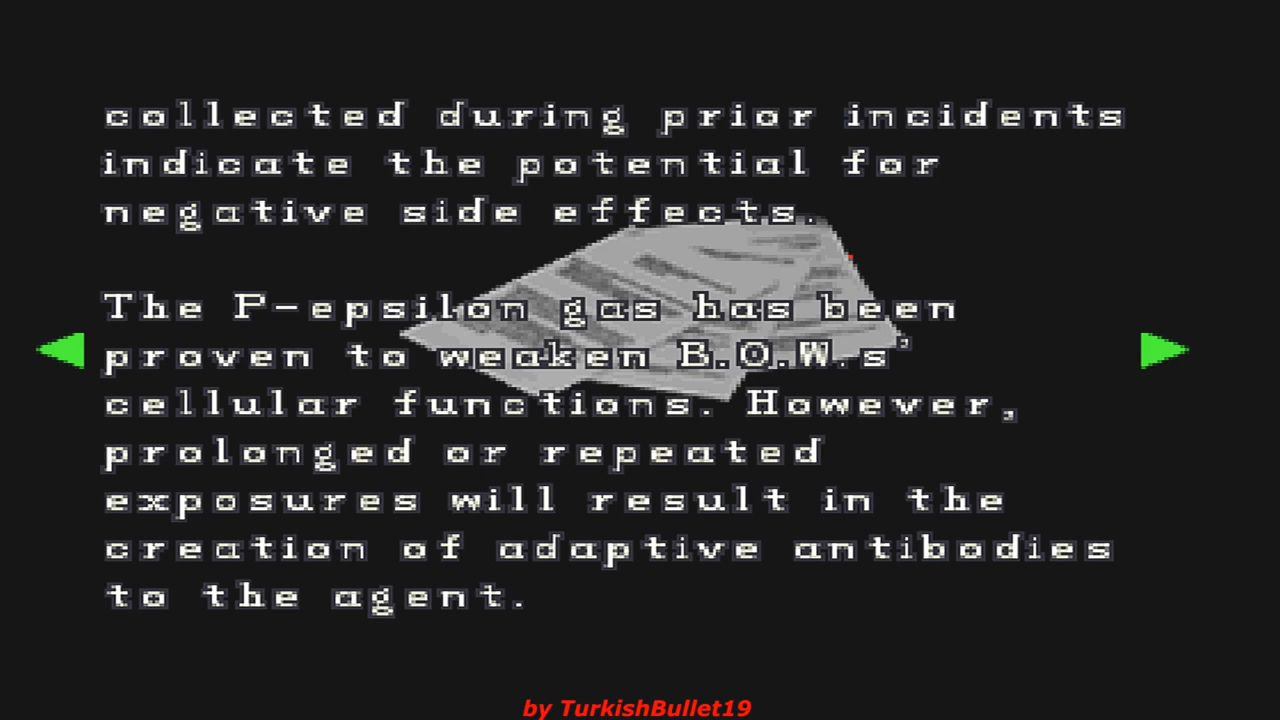 collected during prior incidents
indicate the potential for
negative side effects.
The P-epsilon gas has been
proven to weaken B.O.W.s'
cellular functions. However,
prolonged or repeated
exposures will result in the
creation of adaptive antibodies
to the agent.
by TurkishBullet19